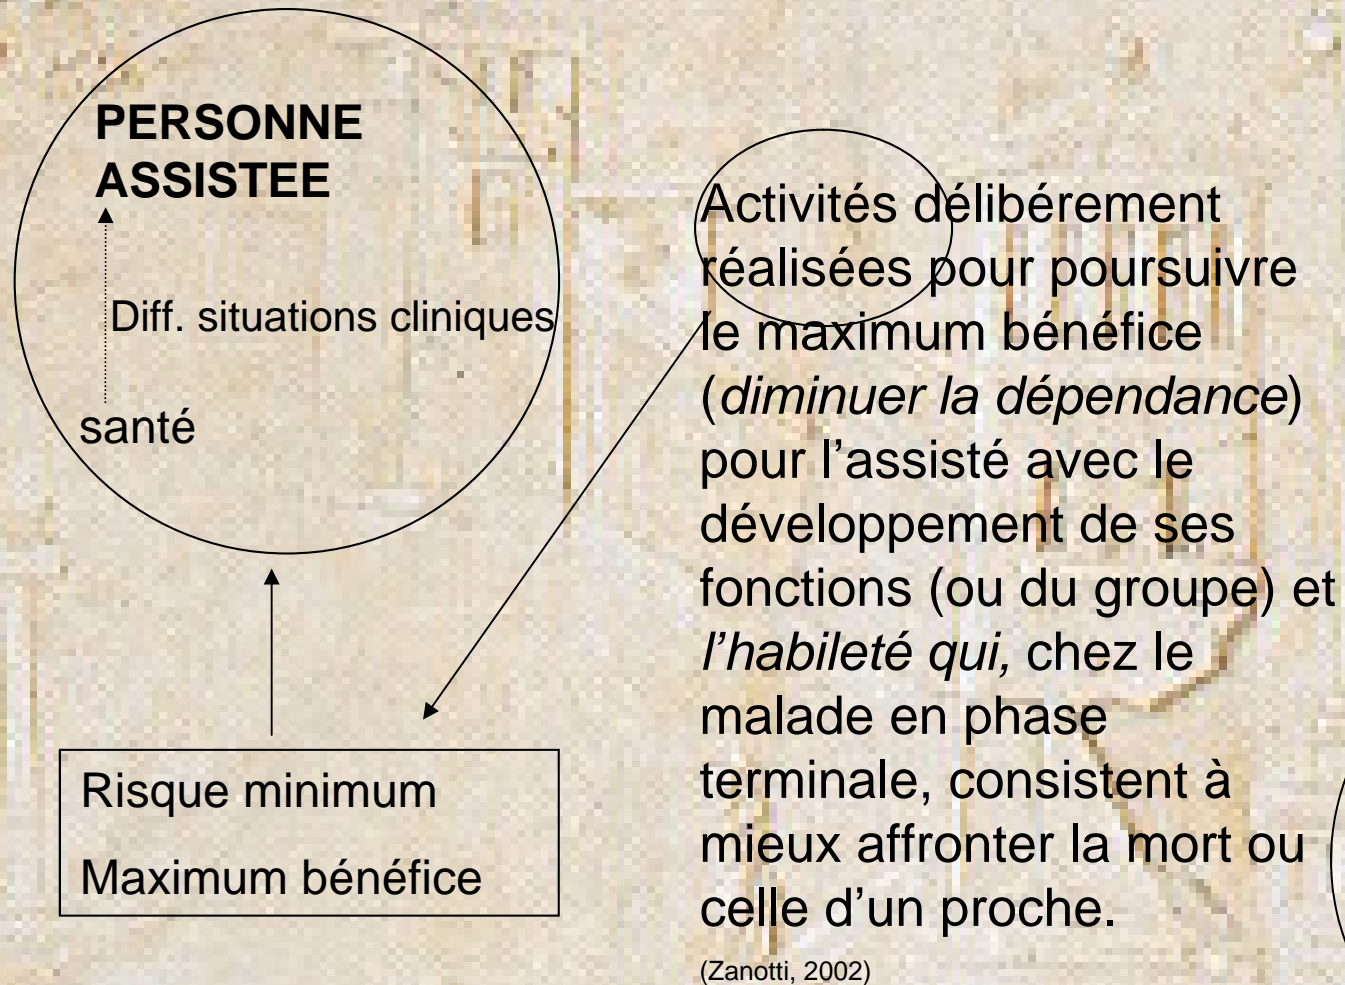 PERSONNE
ASSISTEE
Diff. situations cliniques
santé
Risque minimum
Maximum bénéfice
Activités délibérement
réalisées pour poursuivre
le maximum bénéfice
(diminuer la dépendance)
pour l’assisté avec le
développement de ses
fonctions (ou du groupe) et
l’habileté qui, chez le
malade en phase
terminale, consistent à
mieux affronter la mort ou
celle d’un proche.
(Zanotti, 2002)